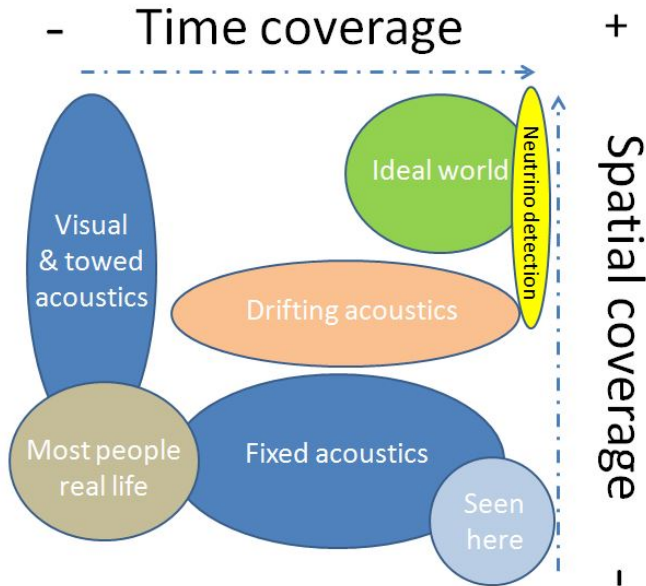 - Time coverage +
Visual
& towed
acoustics
Ideal world
Neutrino detection
Drifting acoustics
Most people
real life
Fixed acoustics
Seen
here
Spatial coverage
-